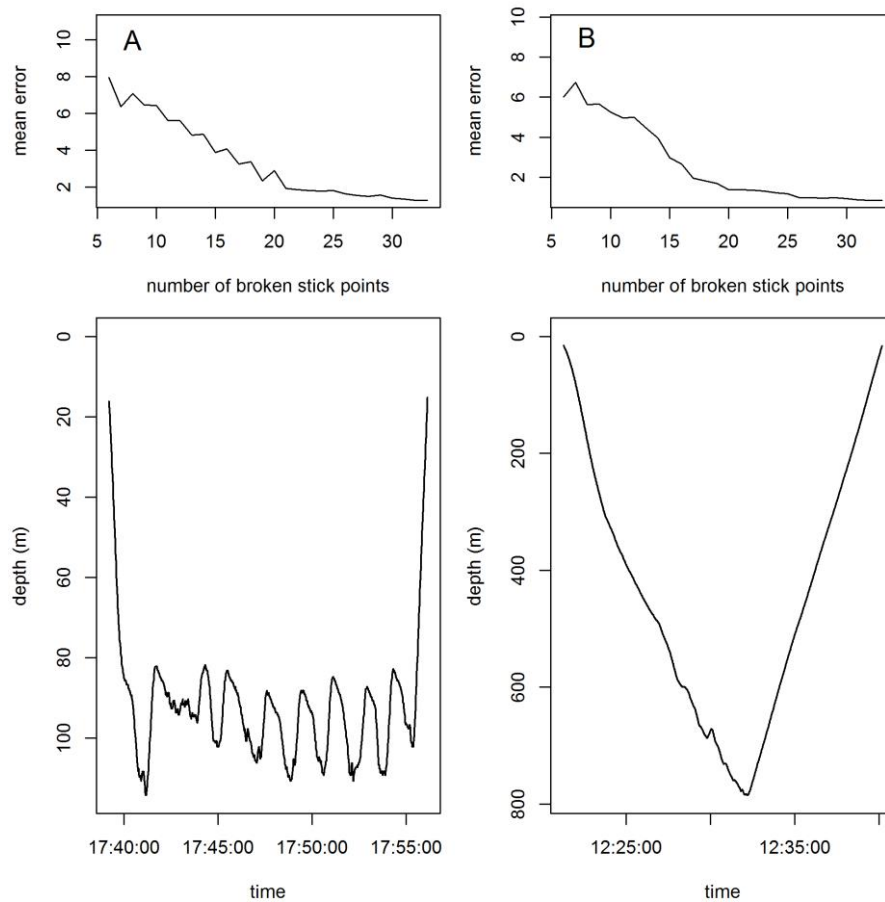 A
mean error
10
8
6
4
2
5 10 15 20 25 30
number of broken stick points
B
mean error
10
8
6
4
2
5 10 15 20 25 30
number of broken stick points
depth (m)
0
20
40
60
80
100
17:40:00 17:45:00 17:50:00 17:55:00
time
depth (m)
0
200
400
600
800
12:25:00 12:35:00
time